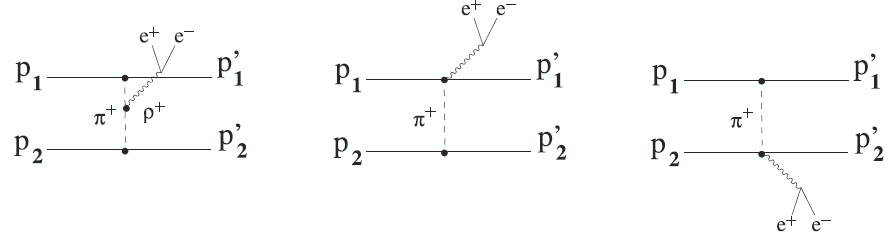 e⁺ e⁻
p₁ p'₁
π⁺ ρ⁺
p₂ p'₂
e⁺ e⁻
p₁ p'₁
π⁺
p₂ p'₂
p₁ p'₁
π⁺
p₂ p'₂
e⁺ e⁻